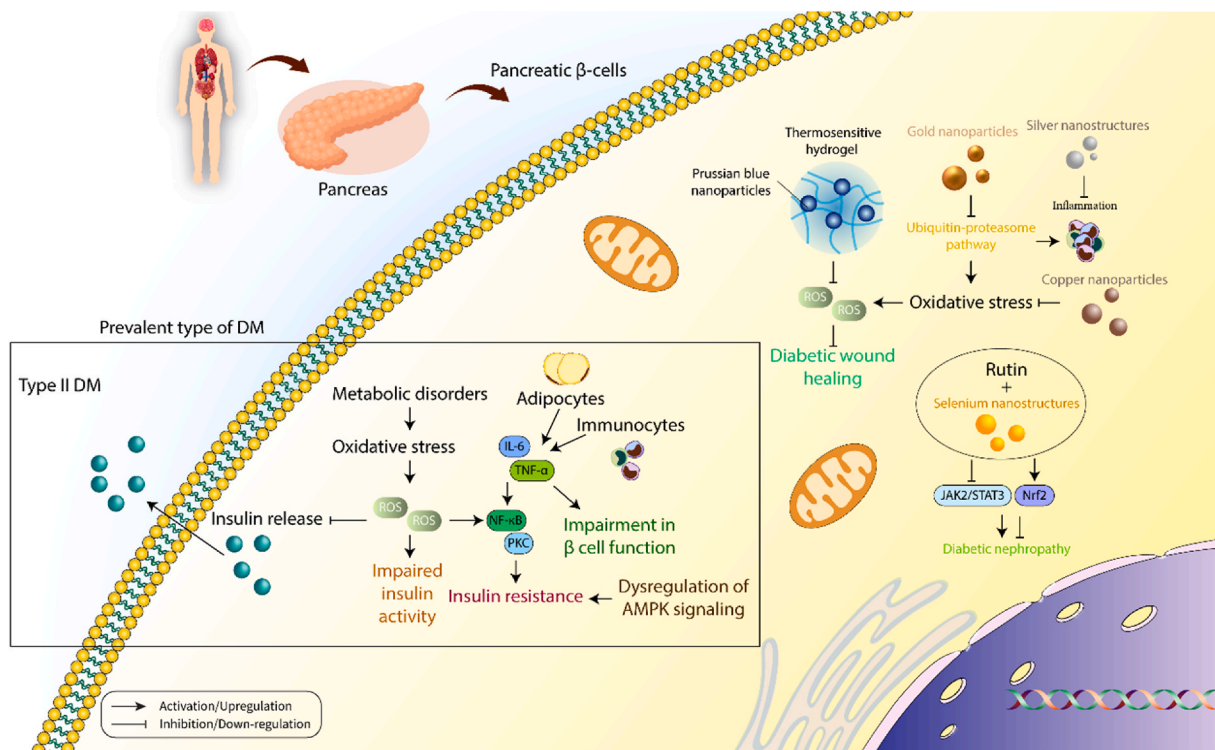 Pancreatic β-cells
Pancreas
Thermosensitive
hydrogel
Prussian blue
nanoparticles
Gold nanoparticles
Silver nanostructures
Inflammation
Ubiquitin-proteasome
pathway
Copper nanoparticles
ROS
ROS
Oxidative stress
Diabetic wound
healing
Rutin
+
Selenium nanostructures
JAK2/STAT3
Nrf2
Diabetic nephropathy
Prevalent type of DM
Type II DM
Metabolic disorders
Adipocytes
Immunocytes
Oxidative stress
IL-6
TNF-α
Insulin release
ROS
ROS
NF-κB
PKC
Impairment in
β cell function
Impaired
insulin
activity
Insulin resistance
Dysregulation of
AMPK signaling
Activation/Upregulation
Inhibition/Down-regulation